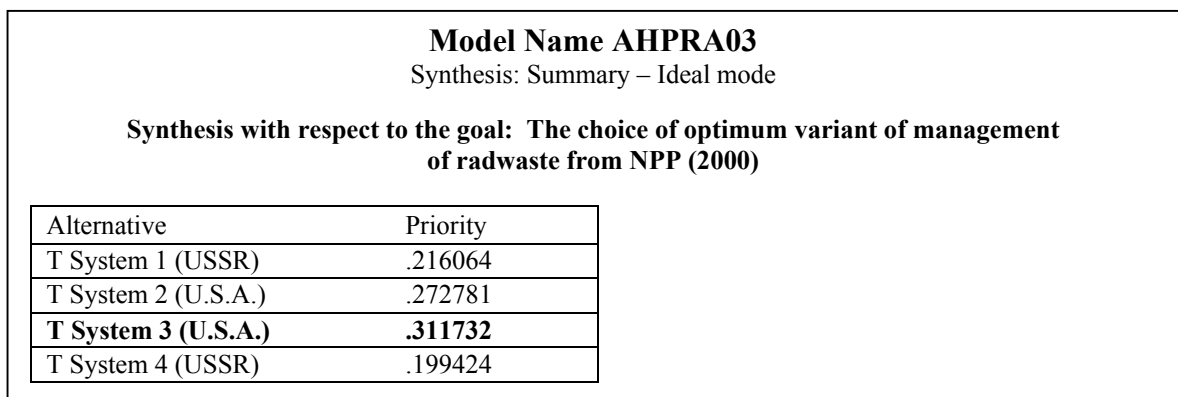 Model Name AHPRA03
Synthesis: Summary – Ideal mode
Synthesis with respect to the goal: The choice of optimum variant of management
of radwaste from NPP (2000)
Alternative Priority
T System 1 (USSR) .216064
T System 2 (U.S.A.) .272781
T System 3 (U.S.A.) .311732
T System 4 (USSR) .199424